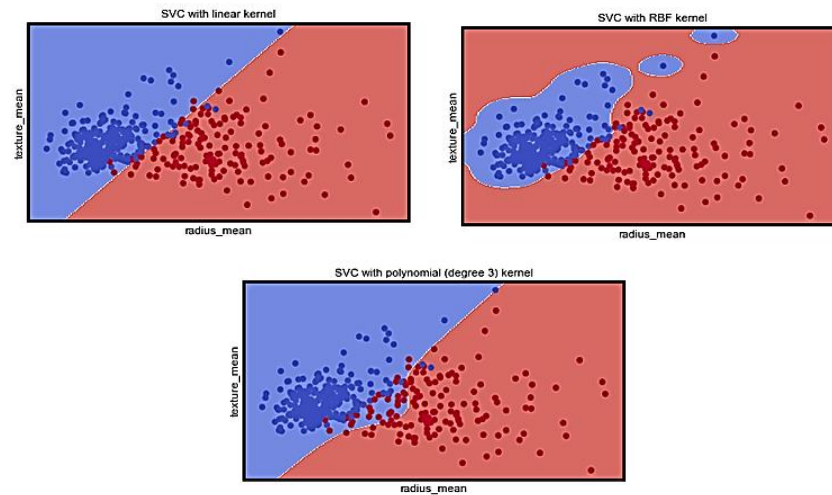 SVC with linear kernel
texture_mean
radius_mean
SVC with RBF kernel
texture_mean
radius_mean
SVC with polynomial (degree 3) kernel
texture_mean
radius_mean